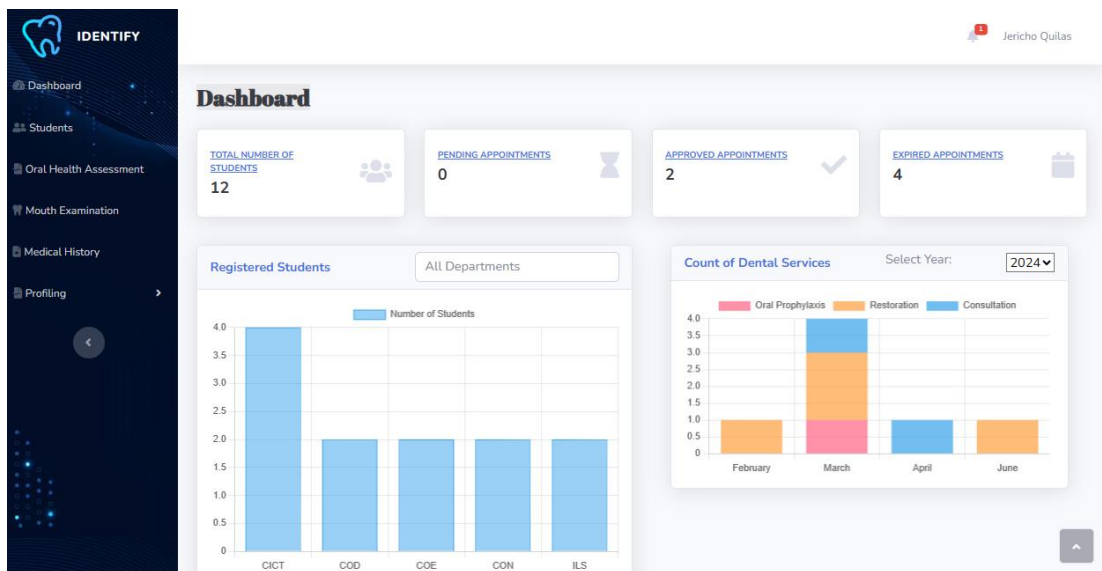 IDENTIFY
1
Jericho Quilas
Dashboard
Students
Oral Health Assessment
Mouth Examination
Medical History
Profiling
Dashboard
TOTAL NUMBER OF
STUDENTS
12
PENDING APPOINTMENTS
0
APPROVED APPOINTMENTS
2
EXPIRED APPOINTMENTS
4
Registered Students
All Departments
Number of Students
4.0
3.5
3.0
2.5
2.0
1.5
1.0
0.5
0
CICT COD COE CON ILS
Count of Dental Services
Select Year:
2024
Oral Prophylaxis Restoration Consultation
4.0
3.5
3.0
2.5
2.0
1.5
1.0
0.5
0
February March April June